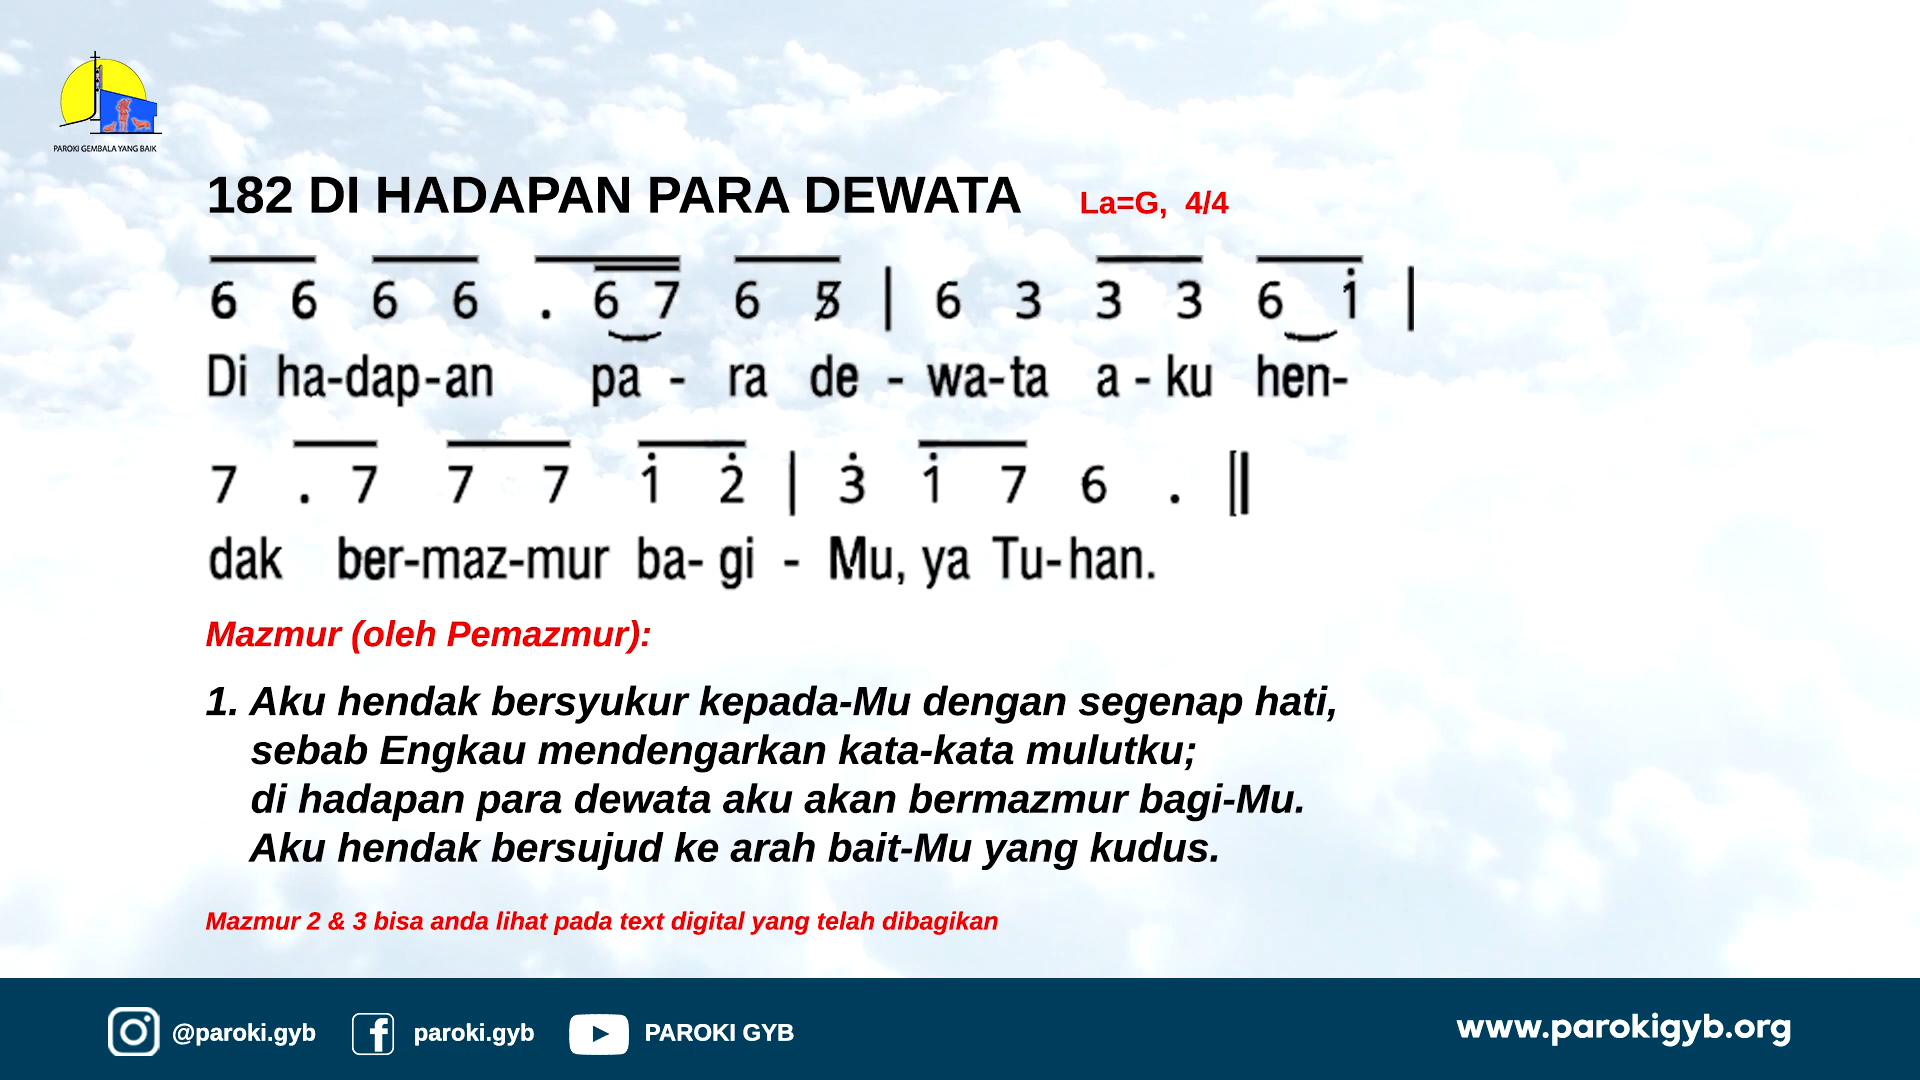 PAROKI GEMBALA YANG BAIK
182 DI HADAPAN PARA DEWATA La=G, 4/4
6 6 6 6 . 6 7 6 5̸ | 6 3 3 3 6 1̇ |
Di ha-dap-an pa - ra de - wa-ta a - ku hen-
7 . 7 7 7 1̇ 2̇ | 3̇ 1̇ 7 6 . ||
dak ber-maz-mur ba- gi - Mu, ya Tu-han.
Mazmur (oleh Pemazmur):
1. Aku hendak bersyukur kepada-Mu dengan segenap hati,
sebab Engkau mendengarkan kata-kata mulutku;
di hadapan para dewata aku akan bermazmur bagi-Mu.
Aku hendak bersujud ke arah bait-Mu yang kudus.
Mazmur 2 & 3 bisa anda lihat pada text digital yang telah dibagikan
@paroki.gyb paroki.gyb PAROKI GYB www.parokigyb.org